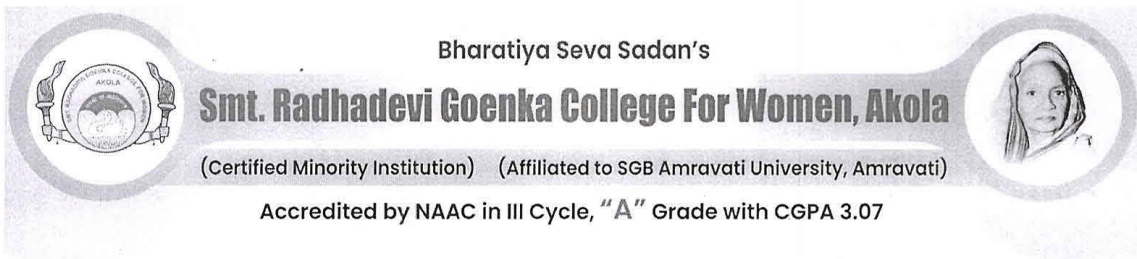 Bharatiya Seva Sadan's
Smt. Radhadevi Goenka College For Women, Akola
(Certified Minority Institution) (Affiliated to SGB Amravati University, Amravati)
Accredited by NAAC in III Cycle, "A" Grade with CGPA 3.07
AKOLA